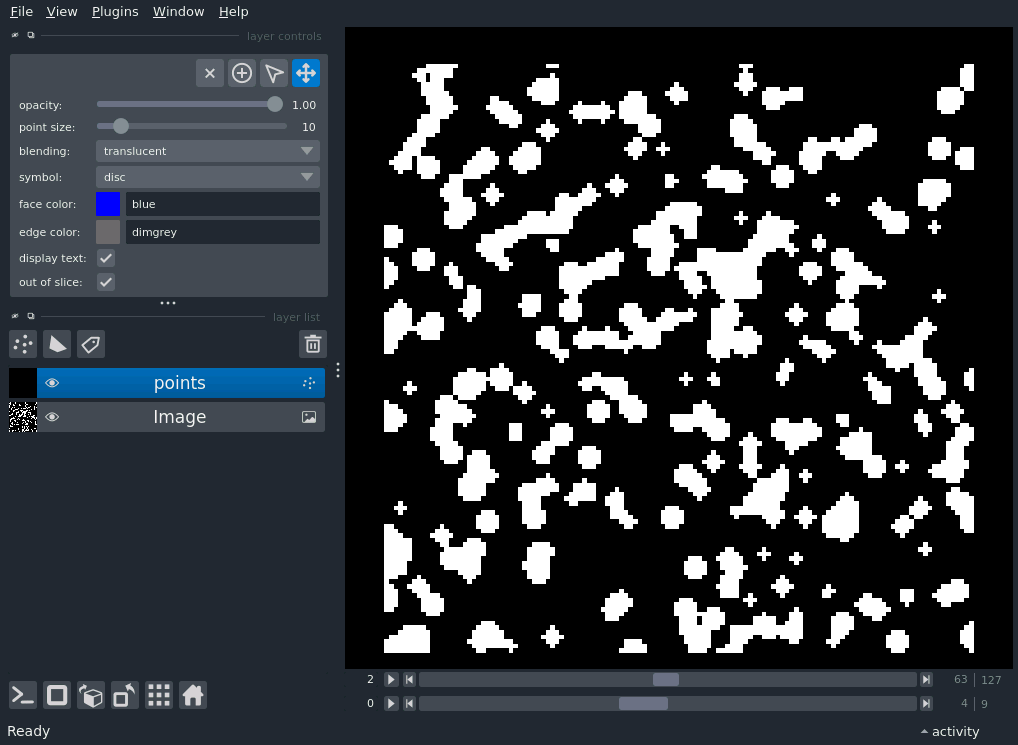 File View Plugins Window Help
layer controls
opacity: 1.00
point size: 10
blending: translucent
symbol: disc
face color: blue
edge color: dimgrey
display text:
out of slice:
layer list
points
Image
2 63 127
0 4 9
Ready activity